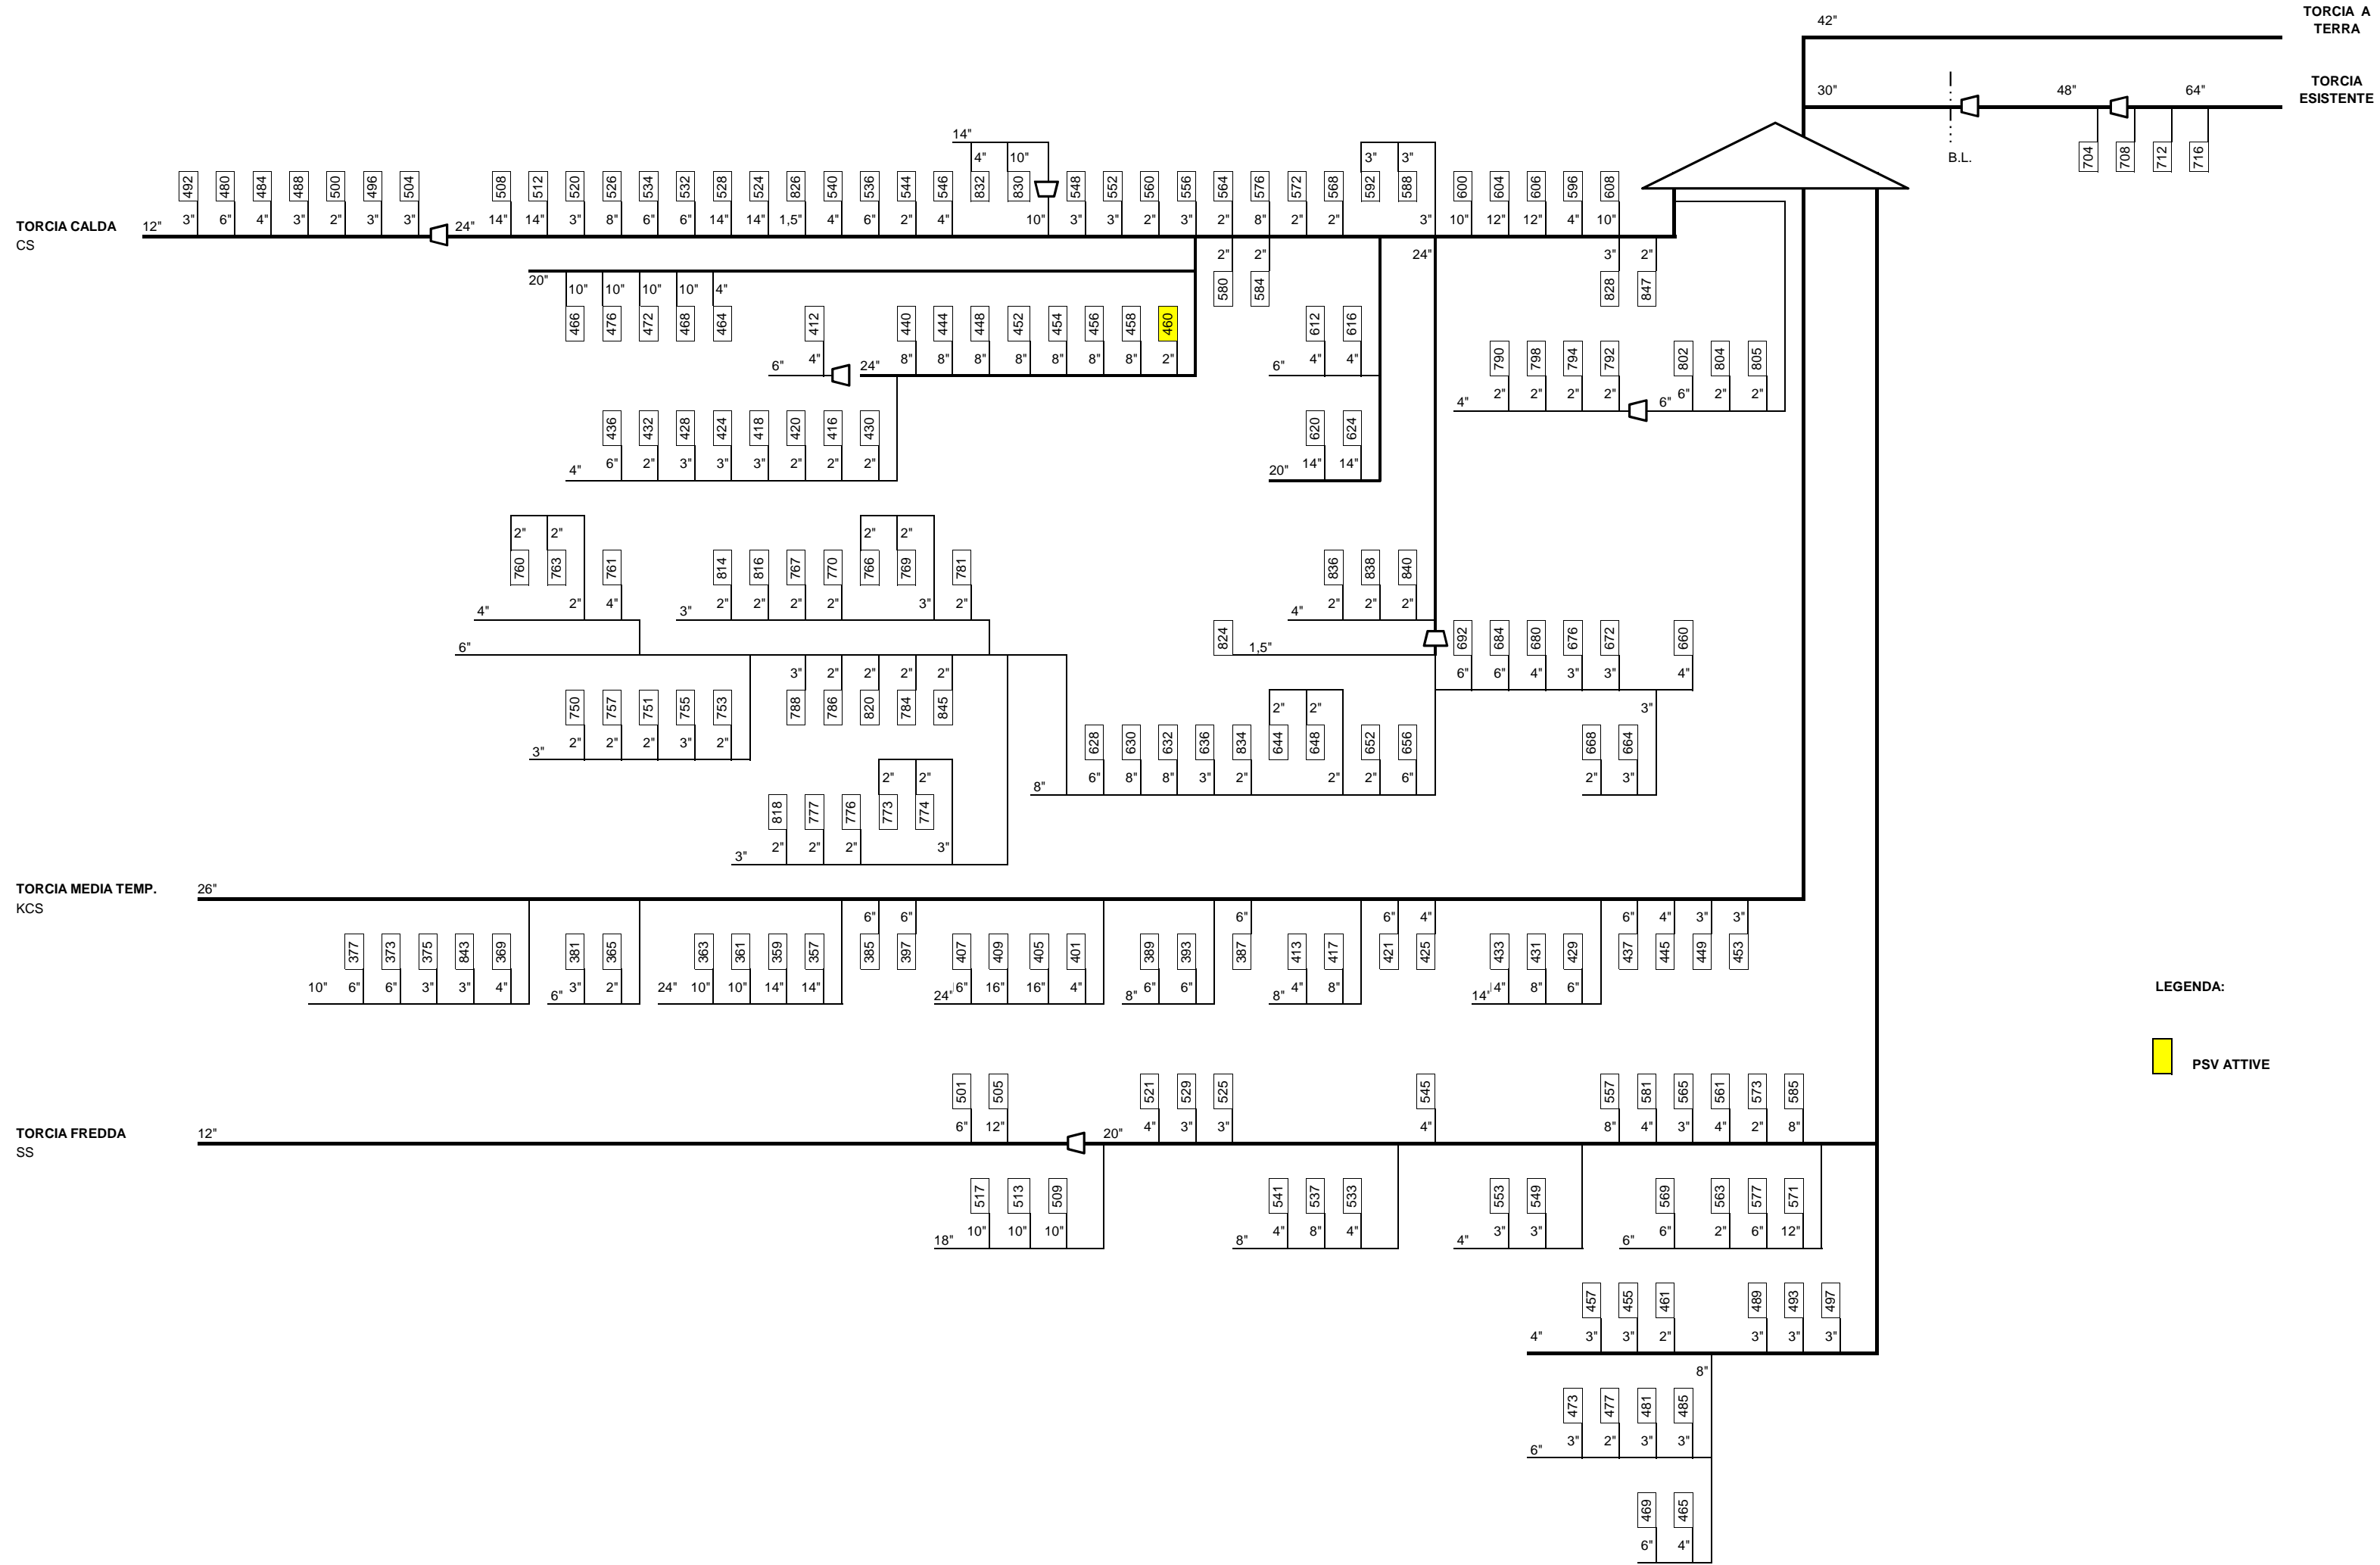 42"
TORCIA A
TERRA
30"
48"
64"
TORCIA
ESISTENTE
B.L.
704 708 712 716
14"
4" 10" 3" 3"
492 480 484 488 500 496 504 508 512 520 526 534 532 528 524 826 540 536 544 546 832 830 548 552 560 556 564 576 572 568 592 588 600 604 606 596 608
TORCIA CALDA
CS
12" 3" 6" 4" 3" 2" 3" 3" 24" 14" 14" 3" 8" 6" 6" 14" 14" 1,5" 4" 6" 2" 4" 10" 3" 3" 2" 3" 2" 8" 2" 2" 3" 10" 12" 12" 4" 10"
2" 2" 24" 3" 2"
580 584 828 847
20" 10" 10" 10" 10" 4"
466 476 472 468 464
412 440 444 448 452 454 456 458 460 612 616
6" 4" 24" 8" 8" 8" 8" 8" 8" 8" 2" 6" 4" 4"
790 798 794 792 802 804 805
4" 2" 2" 2" 2" 6" 6" 2" 2"
436 432 428 424 418 420 416 430 620 624
4" 6" 2" 3" 3" 3" 2" 2" 2" 20" 14" 14"
2" 2" 2" 2"
760 763 761 814 816 767 770 766 769 781 836 838 840
4" 2" 4" 3" 2" 2" 2" 2" 3" 2" 4" 2" 2" 2"
6" 824 1,5" 692 684 680 676 672 660
3" 2" 2" 2" 2" 6" 6" 4" 3" 3" 4"
788 786 820 784 845
750 757 751 755 753 2" 2" 3"
3" 2" 2" 2" 3" 2"
628 630 632 636 834 644 648 652 656 668 664
8" 6" 8" 8" 3" 2" 2" 2" 6" 2" 3"
2" 2"
818 777 776 773 774
3" 2" 2" 2" 3"
TORCIA MEDIA TEMP.
KCS
26"
6" 6" 6" 6" 4" 6" 4" 3" 3"
377 373 375 843 369 381 365 363 361 359 357 385 397 407 409 405 401 389 393 387 413 417 421 425 433 431 429 437 445 449 453
10" 6" 6" 3" 3" 4" 6" 3" 2" 24" 10" 10" 14" 14" 24" 6" 16" 16" 4" 8" 6" 6" 8" 4" 8" 14" 4" 8" 6"
LEGENDA:
PSV ATTIVE
501 505 521 529 525 545 557 581 565 561 573 585
6" 12" 4" 3" 3" 4" 8" 4" 3" 4" 2" 8"
TORCIA FREDDA
SS
12" 20"
517 513 509 541 537 533 553 549 569 563 577 571
18" 10" 10" 10" 8" 4" 8" 4" 4" 3" 3" 6" 6" 2" 6" 12"
457 455 461 489 493 497
4" 3" 3" 2" 3" 3" 3"
8"
473 477 481 485
6" 3" 2" 3" 3"
469 465
6" 4"